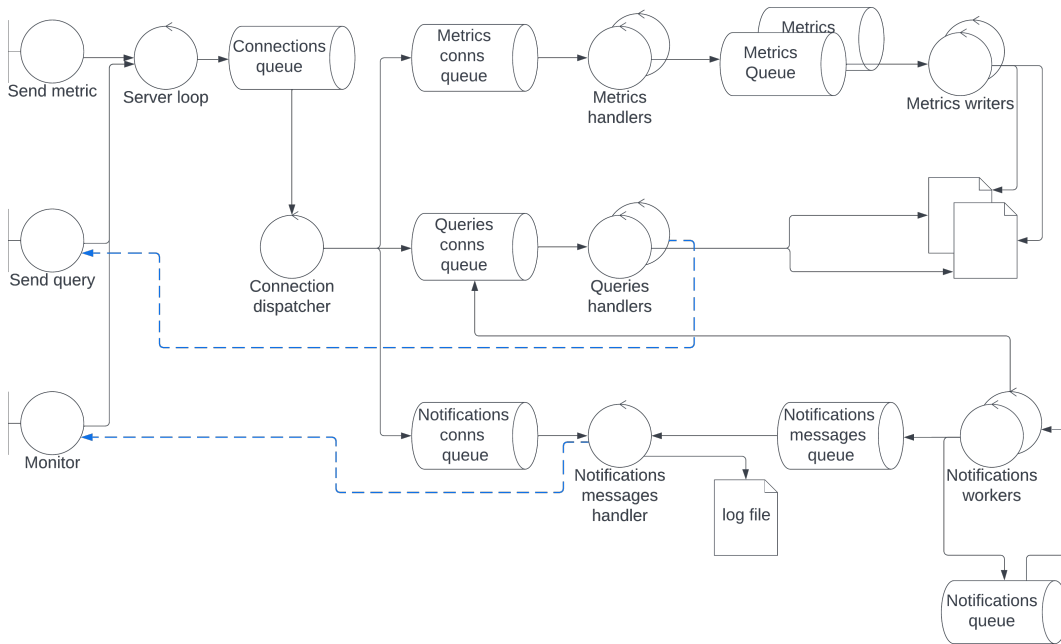 Send metric
Server loop
Connections
queue
Metrics
conns
queue
Metrics
handlers
Metrics
Metrics
Queue
Metrics writers
Send query
Connection
dispatcher
Queries
conns
queue
Queries
handlers
Monitor
Notifications
conns
queue
Notifications
messages
handler
log file
Notifications
messages
queue
Notifications
workers
Notifications
queue